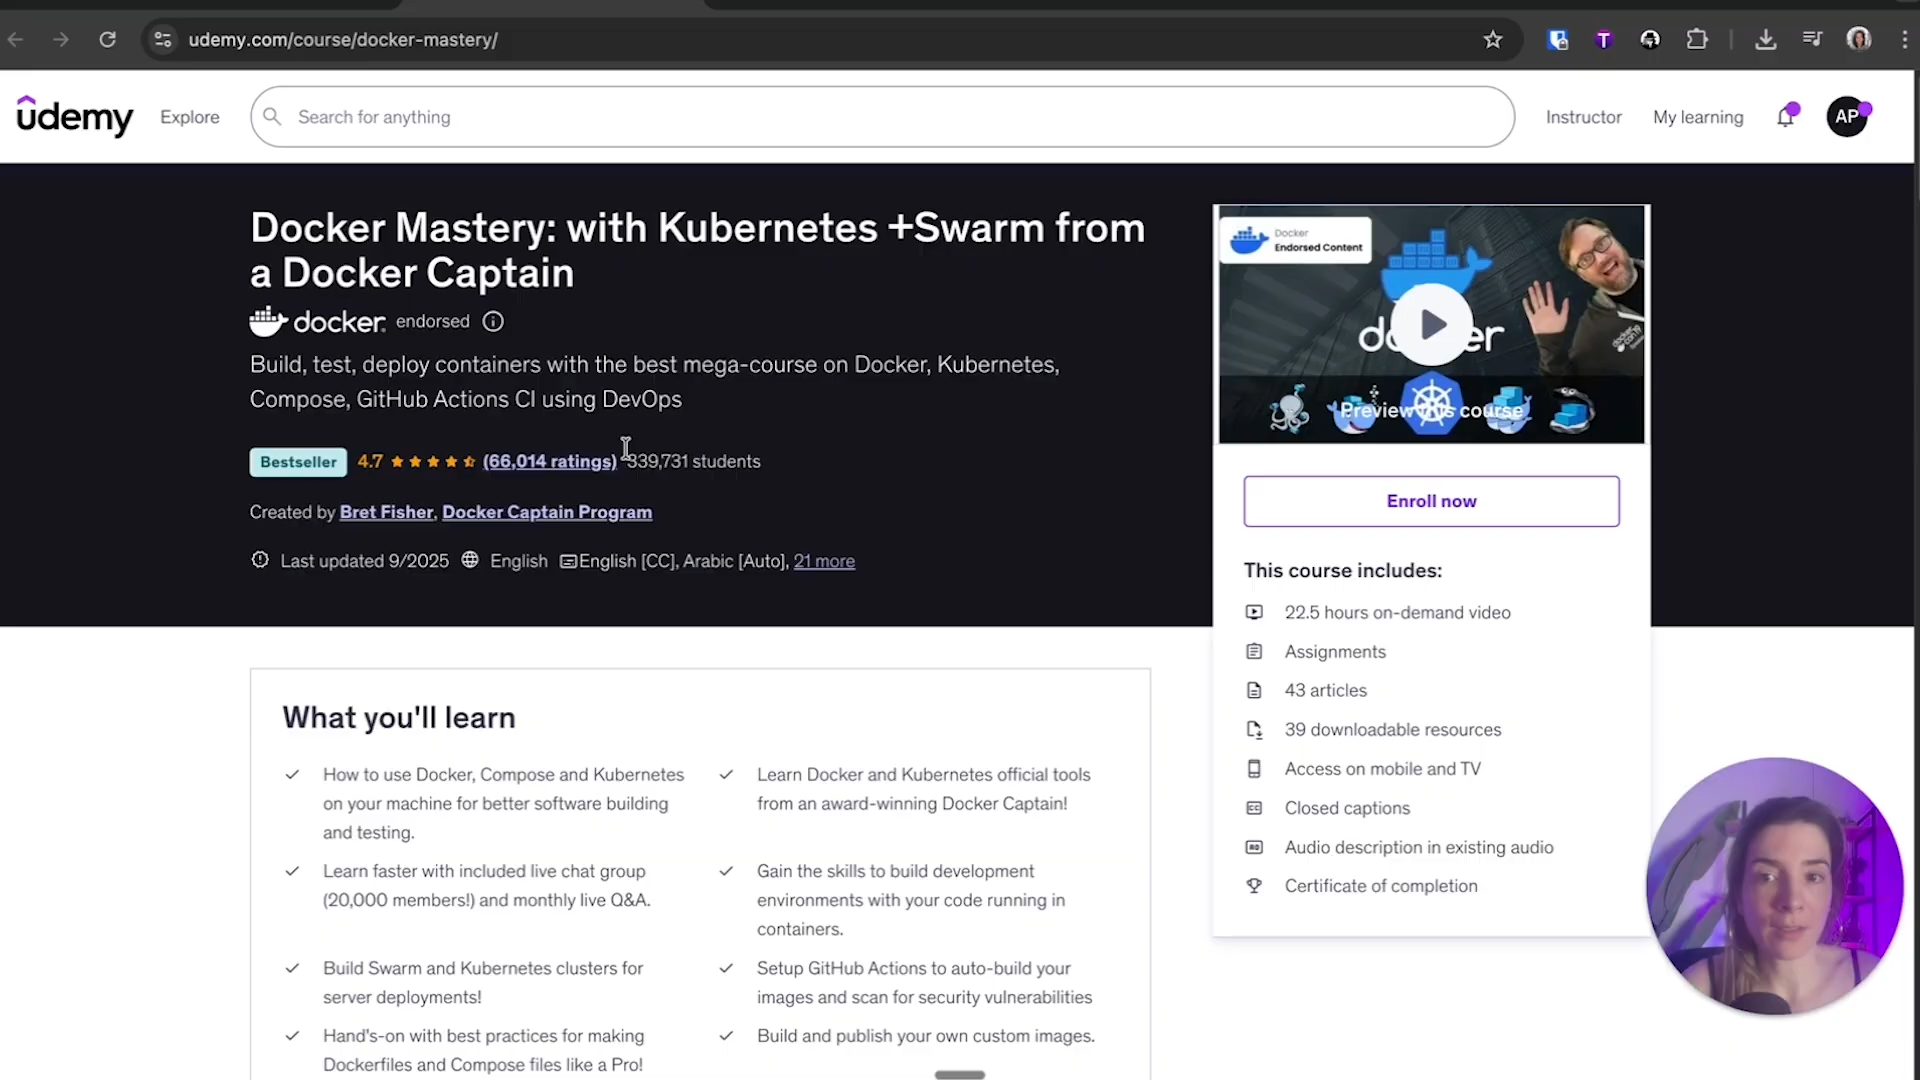 udemy.com/course/docker-mastery/
udemy
Explore
Search for anything
Instructor
My learning
AP
Docker Mastery: with Kubernetes +Swarm from
a Docker Captain
docker. endorsed
Build, test, deploy containers with the best mega-course on Docker, Kubernetes,
Compose, GitHub Actions CI using DevOps
Bestseller 4.7 (66,014 ratings) 339,731 students
Created by Bret Fisher, Docker Captain Program
Last updated 9/2025 English English [CC], Arabic [Auto], 21 more
Docker
Endorsed Content
Preview this course
Enroll now
This course includes:
22.5 hours on-demand video
Assignments
43 articles
39 downloadable resources
Access on mobile and TV
Closed captions
Audio description in existing audio
Certificate of completion
What you'll learn
How to use Docker, Compose and Kubernetes
on your machine for better software building
and testing.
Learn Docker and Kubernetes official tools
from an award-winning Docker Captain!
Learn faster with included live chat group
(20,000 members!) and monthly live Q&A.
Gain the skills to build development
environments with your code running in
containers.
Build Swarm and Kubernetes clusters for
server deployments!
Setup GitHub Actions to auto-build your
images and scan for security vulnerabilities
Hand's-on with best practices for making
Dockerfiles and Compose files like a Pro!
Build and publish your own custom images.